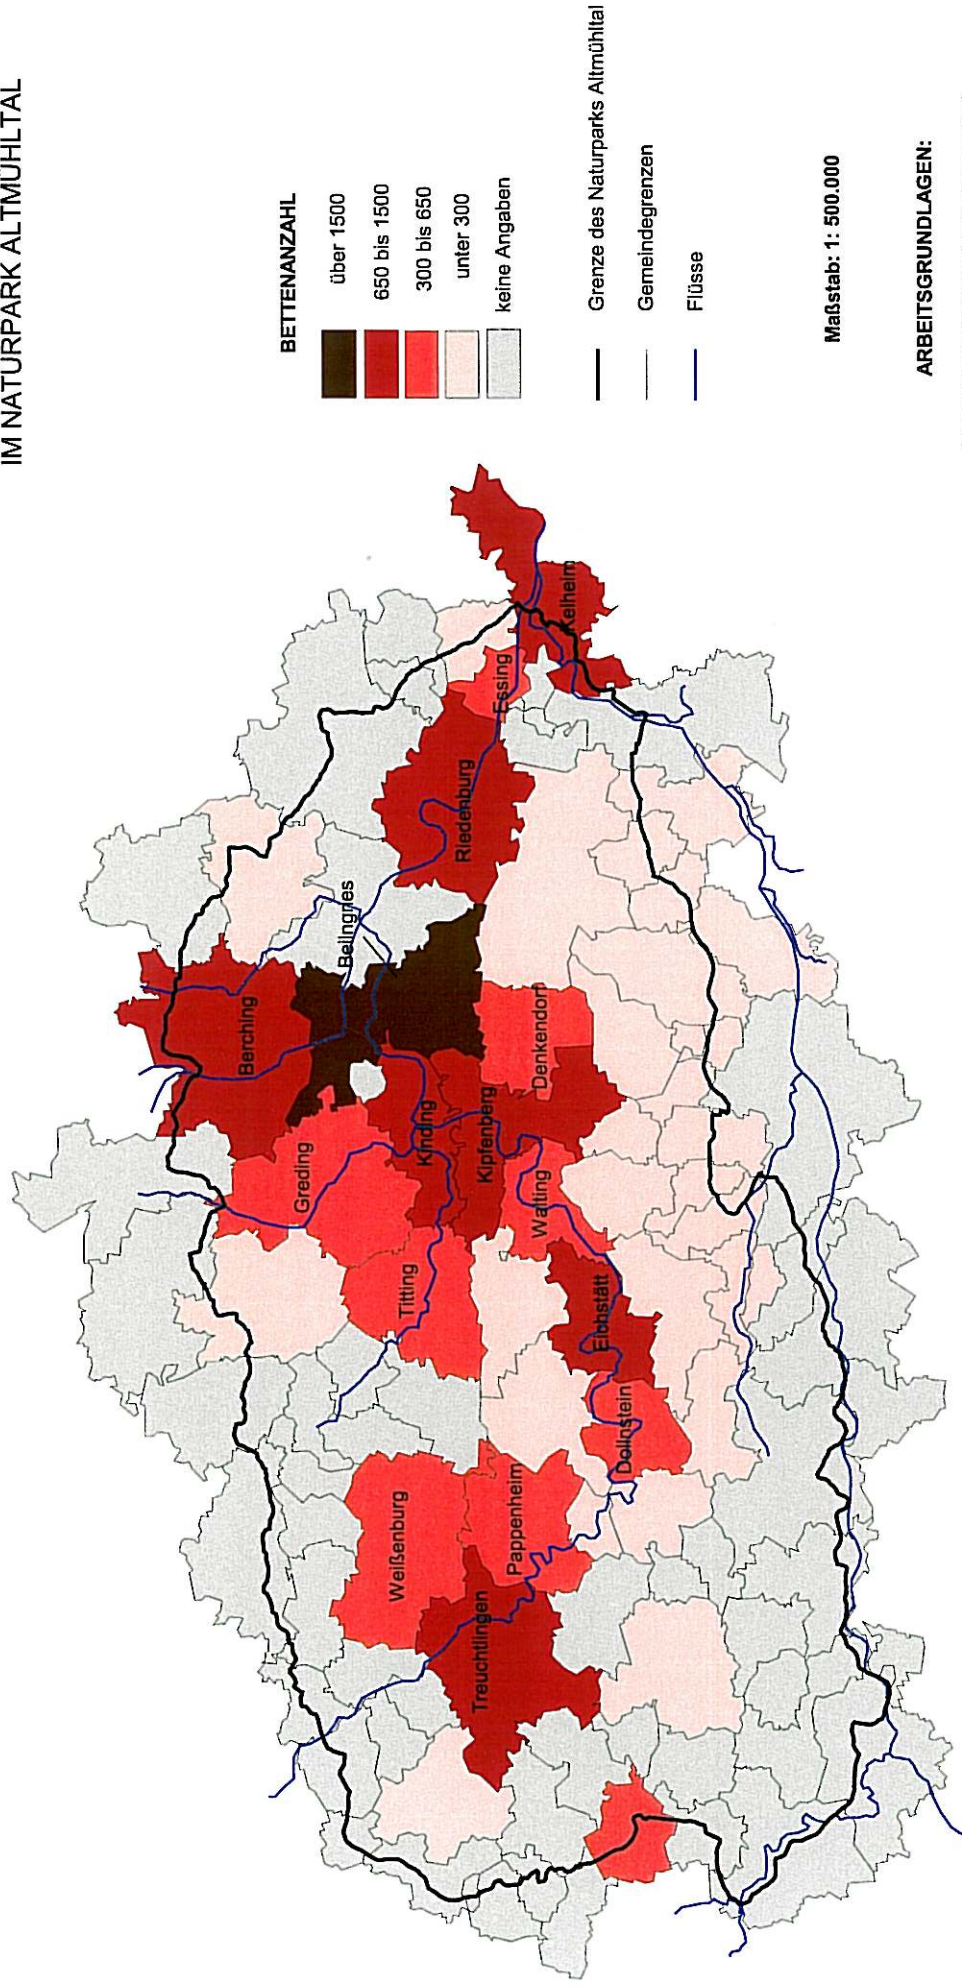 IM NATURPARK ALTMÜHLTAL
BETTENANZAHL
über 1500
650 bis 1500
300 bis 650
unter 300
keine Angaben
Grenze des Naturparks Altmühltal
Gemeindegrenzen
Flüsse
Maßstab: 1: 500.000
ARBEITSGRUNDLAGEN:
Berching
Beilngries
Greding
Kinding
Kipfenberg
Denkendorf
Riedenburg
Essing
Kelheim
Titting
Walting
Eichstätt
Dollnstein
Weißenburg
Pappenheim
Treuchtlingen